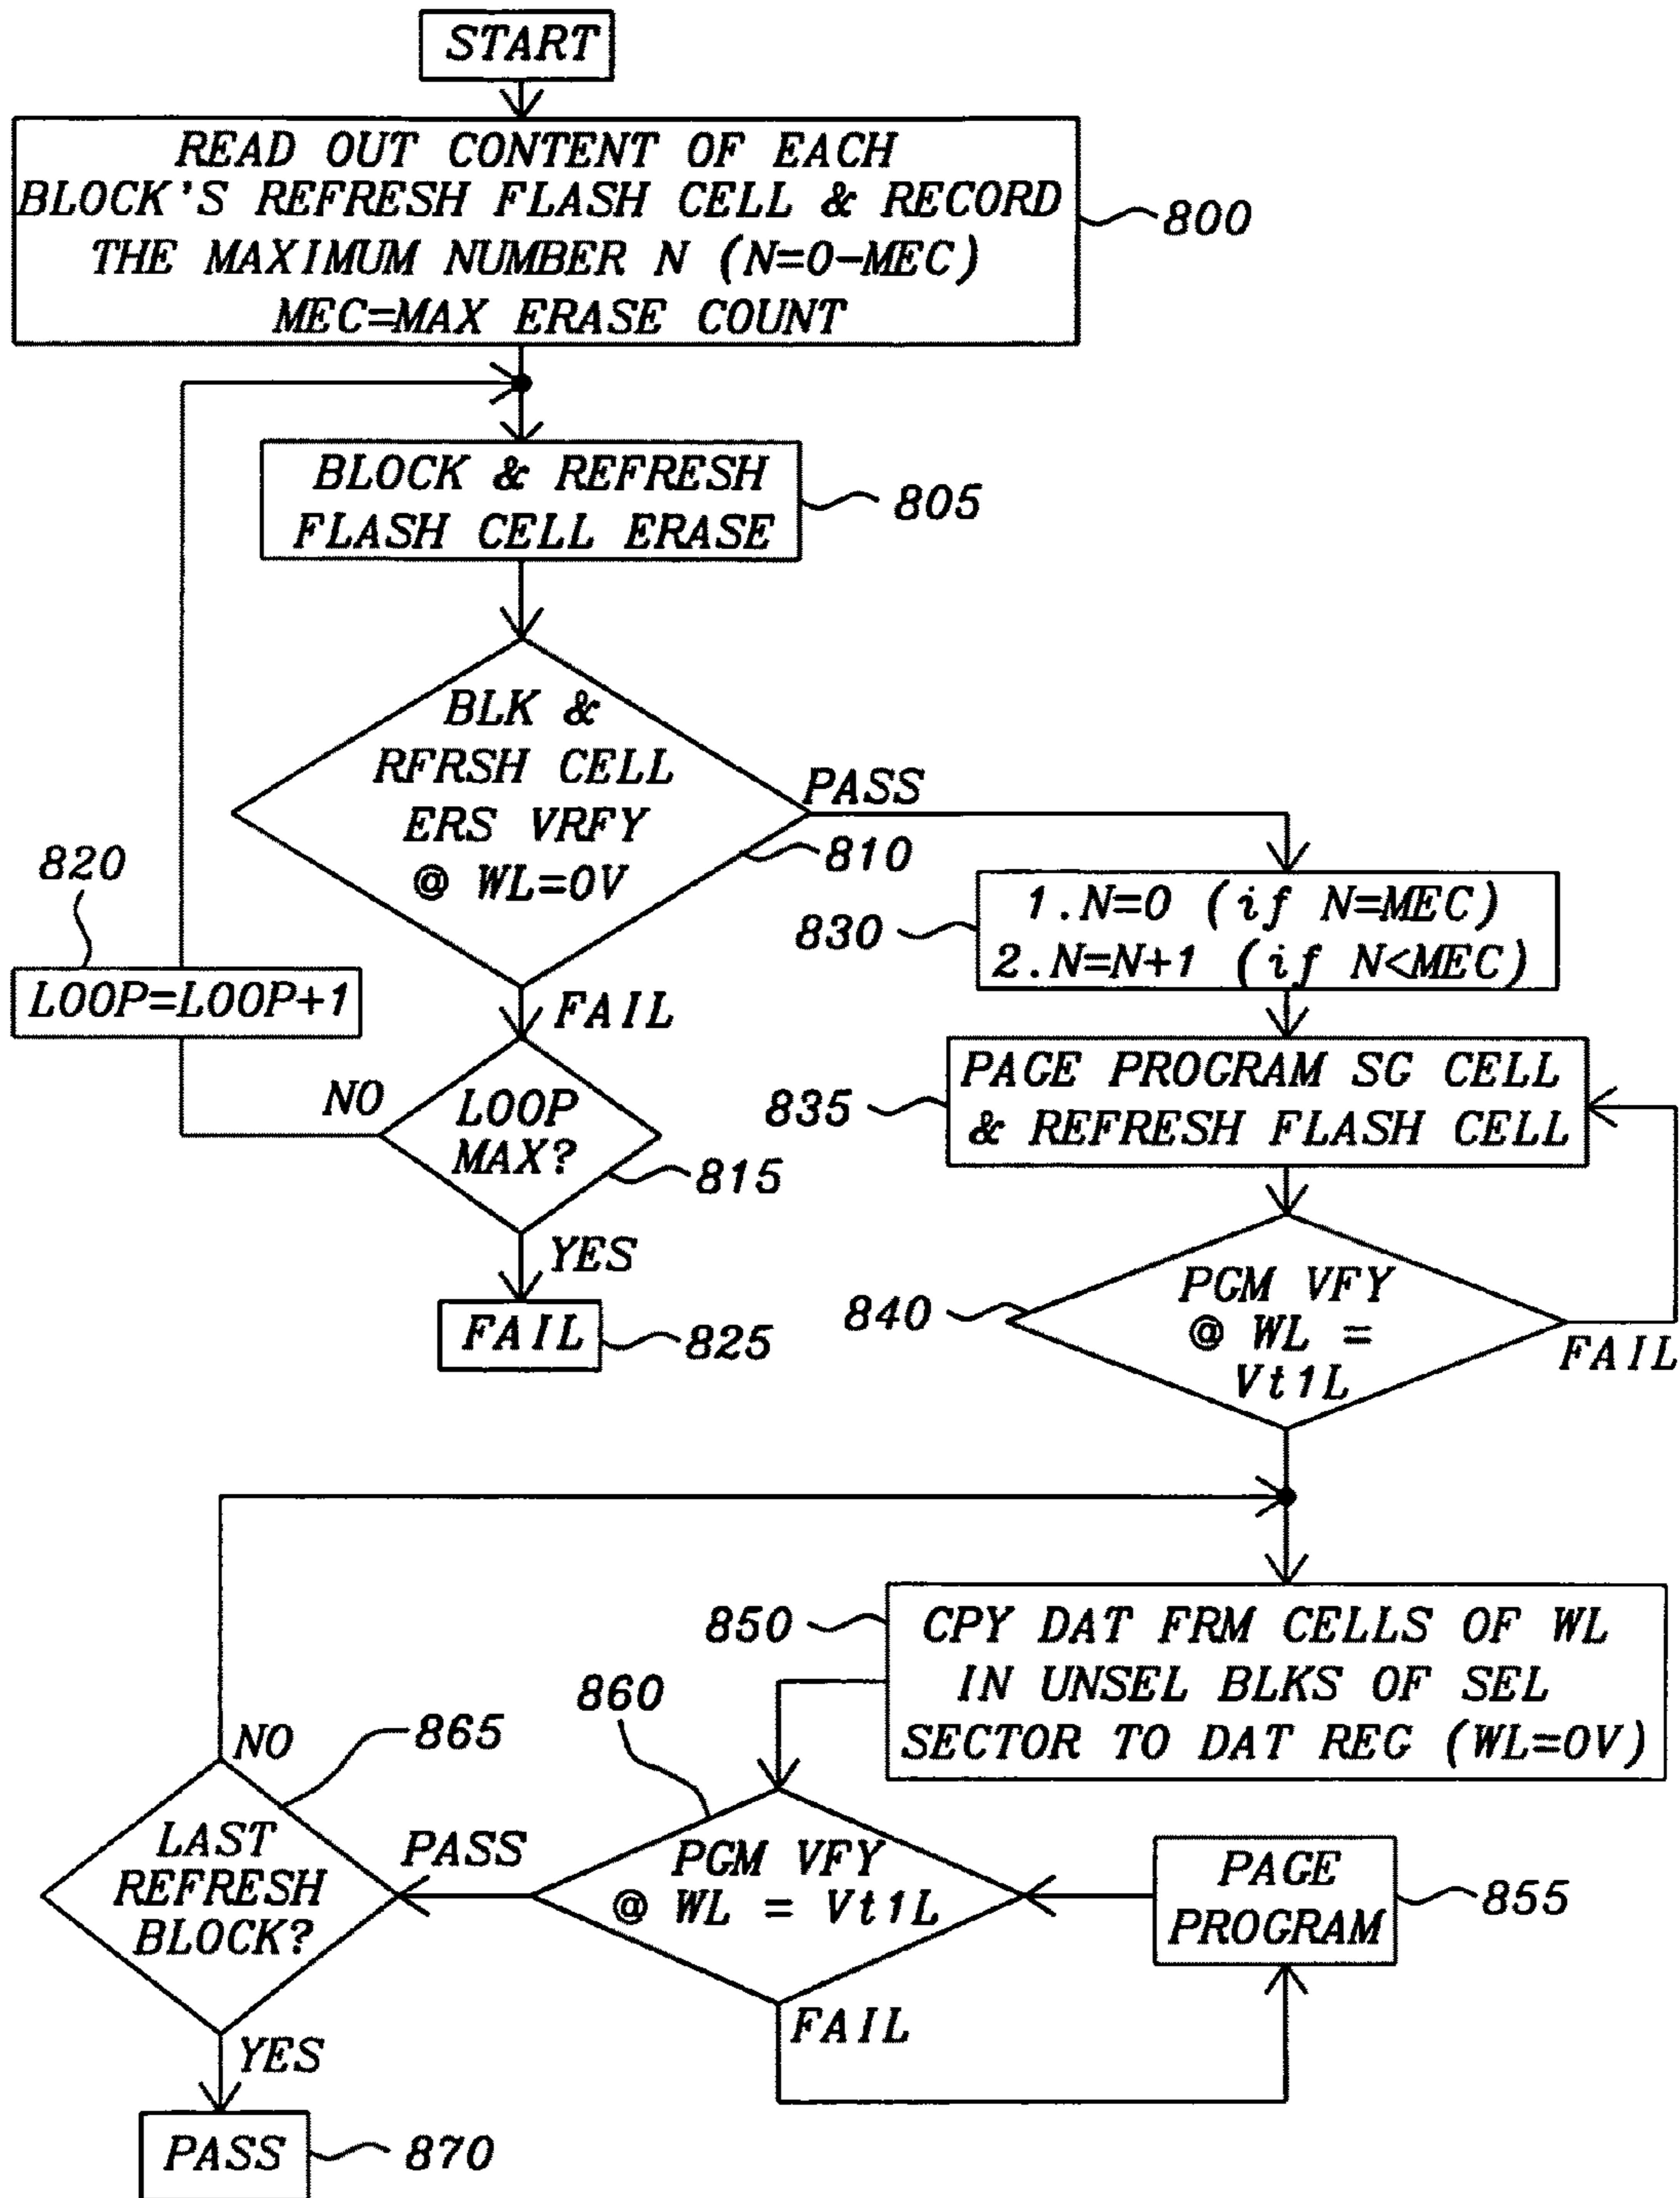 START
READ OUT CONTENT OF EACH
BLOCK'S REFRESH FLASH CELL & RECORD
THE MAXIMUM NUMBER N (N=0-MEC)
MEC=MAX ERASE COUNT
800
BLOCK & REFRESH
FLASH CELL ERASE
805
BLK &
RFRSH CELL
ERS VRFY
@ WL=0V
810
PASS
FAIL
820
LOOP=LOOP+1
NO
LOOP
MAX?
815
YES
FAIL
825
1.N=0 (if N=MEC)
2.N=N+1 (if N<MEC)
830
PAGE PROGRAM SG CELL
& REFRESH FLASH CELL
835
PGM VFY
@ WL =
Vt1L
840
FAIL
850
CPY DAT FRM CELLS OF WL
IN UNSEL BLKS OF SEL
SECTOR TO DAT REG (WL=0V)
860
PGM VFY
@ WL = Vt1L
PASS
FAIL
PAGE
PROGRAM
855
NO
865
LAST
REFRESH
BLOCK?
YES
PASS
870